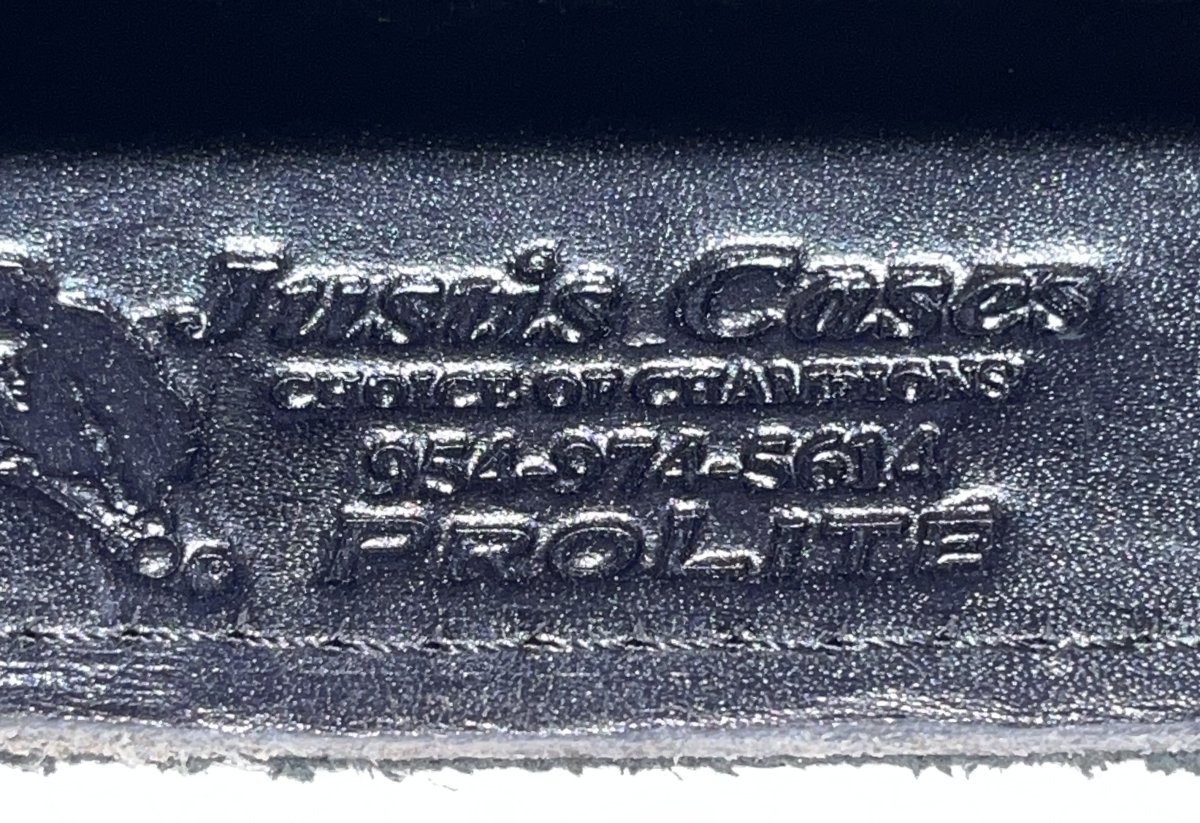 Justis Cases
CHOICE OF CHAMPIONS
954-974-5614
PROLITE